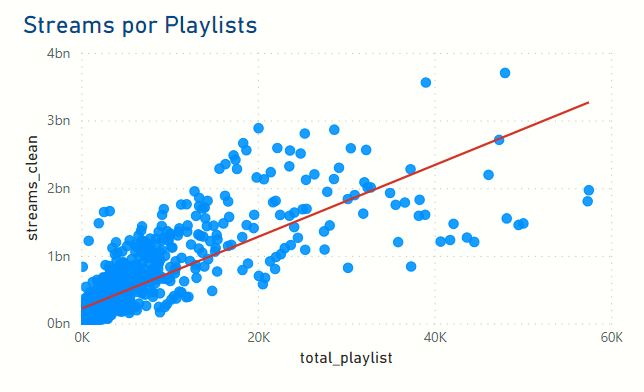 Streams por Playlists
4bn
3bn
2bn
1bn
0bn
streams_clean
0K 20K 40K 60K
total_playlist